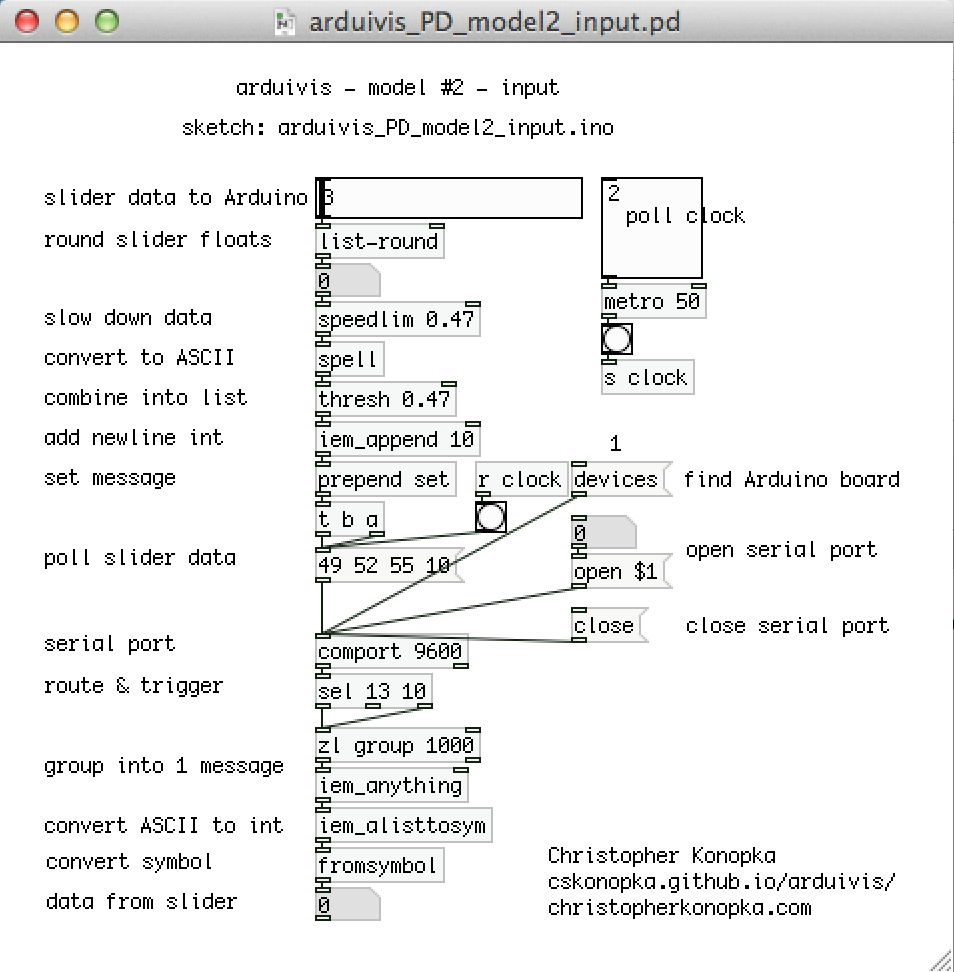 arduivis_PD_model2_input.pd
arduivis - model #2 - input
sketch: arduivis_PD_model2_input.ino
slider data to Arduino
3
2
poll clock
round slider floats
list-round
0
metro 50
slow down data
speedlim 0.47
convert to ASCII
spell
s clock
combine into list
thresh 0.47
add newline int
iem_append 10
1
set message
prepend set
r clock
devices
find Arduino board
t b a
0
open serial port
poll slider data
49 52 55 10
open $1
close
close serial port
serial port
comport 9600
route & trigger
sel 13 10
zl group 1000
group into 1 message
iem_anything
convert ASCII to int
iem_alisttosym
convert symbol
fromsymbol
data from slider
0
Christopher Konopka
cskonopka.github.io/arduivis/
christopherkonopka.com